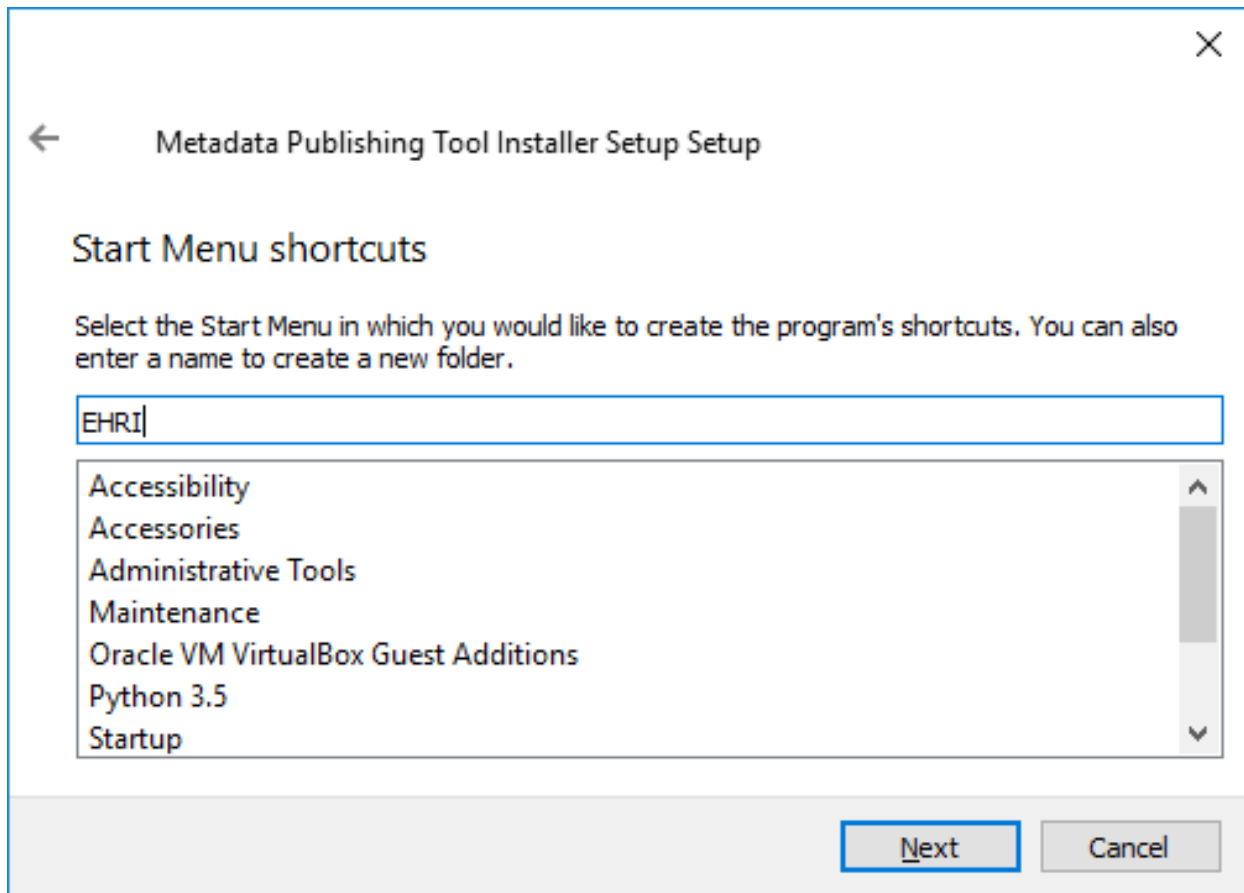 Metadata Publishing Tool Installer Setup Setup
Start Menu shortcuts
Select the Start Menu in which you would like to create the program's shortcuts. You can also
enter a name to create a new folder.
EHRI
Accessibility
Accessories
Administrative Tools
Maintenance
Oracle VM VirtualBox Guest Additions
Python 3.5
Startup
Next Cancel